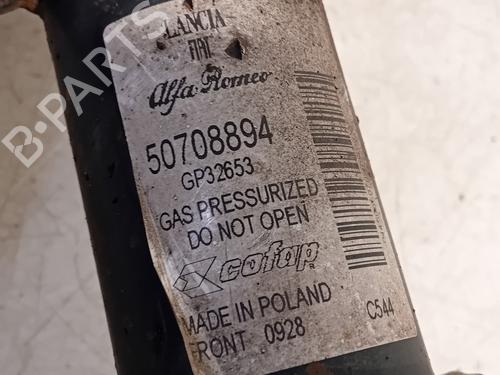 LANCIA
FIAT
Alfa Romeo
50708894
GP32653
GAS PRESSURIZED
DO NOT OPEN
cofap
MADE IN POLAND
FRONT 0928
C544
B-PARTS